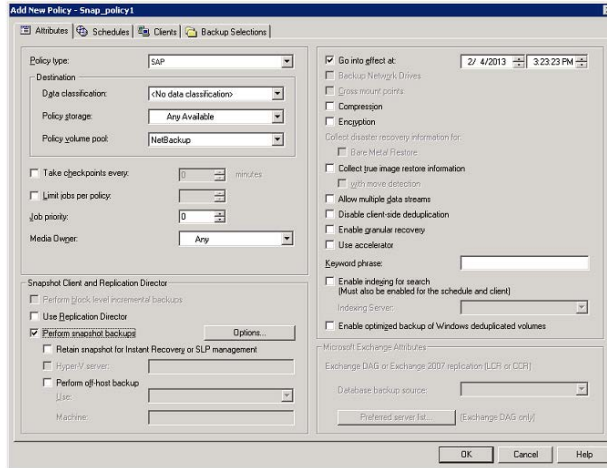 Add New Policy - Snap_policy1
Attributes
Schedules
Clients
Backup Selections
Policy type:
SAP
Destination
Data classification:
<No data classification>
Policy storage:
Any Available
Policy volume pool:
NetBackup
Take checkpoints every:
0
minutes
Limit jobs per policy:
Job priority:
0
Media Owner:
Any
Snapshot Client and Replication Director
Perform block level incremental backups
Use Replication Director
Perform snapshot backups
Options...
Retain snapshot for Instant Recovery or SLP management
Hyper-V server:
Perform off-host backup
Use:
Machine:
Go into effect at:
2/ 4/2013
3:23:23 PM
Backup Network Drives
Cross mount points
Compression
Encryption
Collect disaster recovery information for:
Bare Metal Restore
Collect true image restore information
with move detection
Allow multiple data streams
Disable client-side deduplication
Enable granular recovery
Use accelerator
Keyword phrase:
Enable indexing for search
(Must also be enabled for the schedule and client)
Indexing Server:
Enable optimized backup of Windows deduplicated volumes
Microsoft Exchange Attributes
Exchange DAG or Exchange 2007 replication (LCR or CCR)
Database backup source:
Preferred server list...
(Exchange DAG only)
OK
Cancel
Help